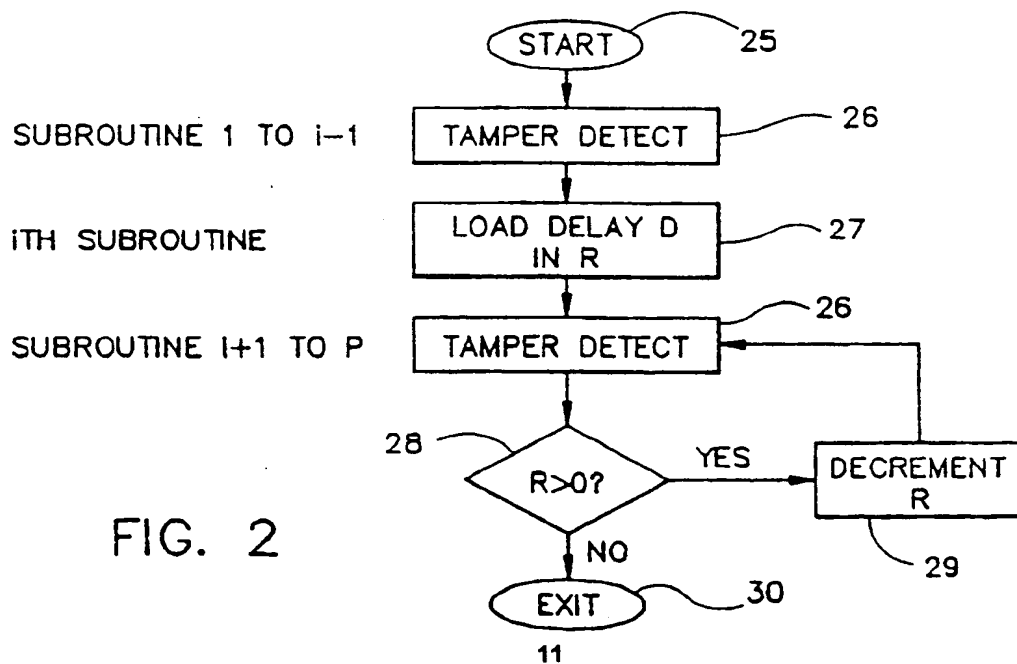 START
25
SUBROUTINE 1 TO i-1
TAMPER DETECT
26
iTH SUBROUTINE
LOAD DELAY D
IN R
27
26
SUBROUTINE I+1 TO P
TAMPER DETECT
28
R>0?
YES
DECREMENT
R
29
FIG. 2
NO
EXIT
30
11